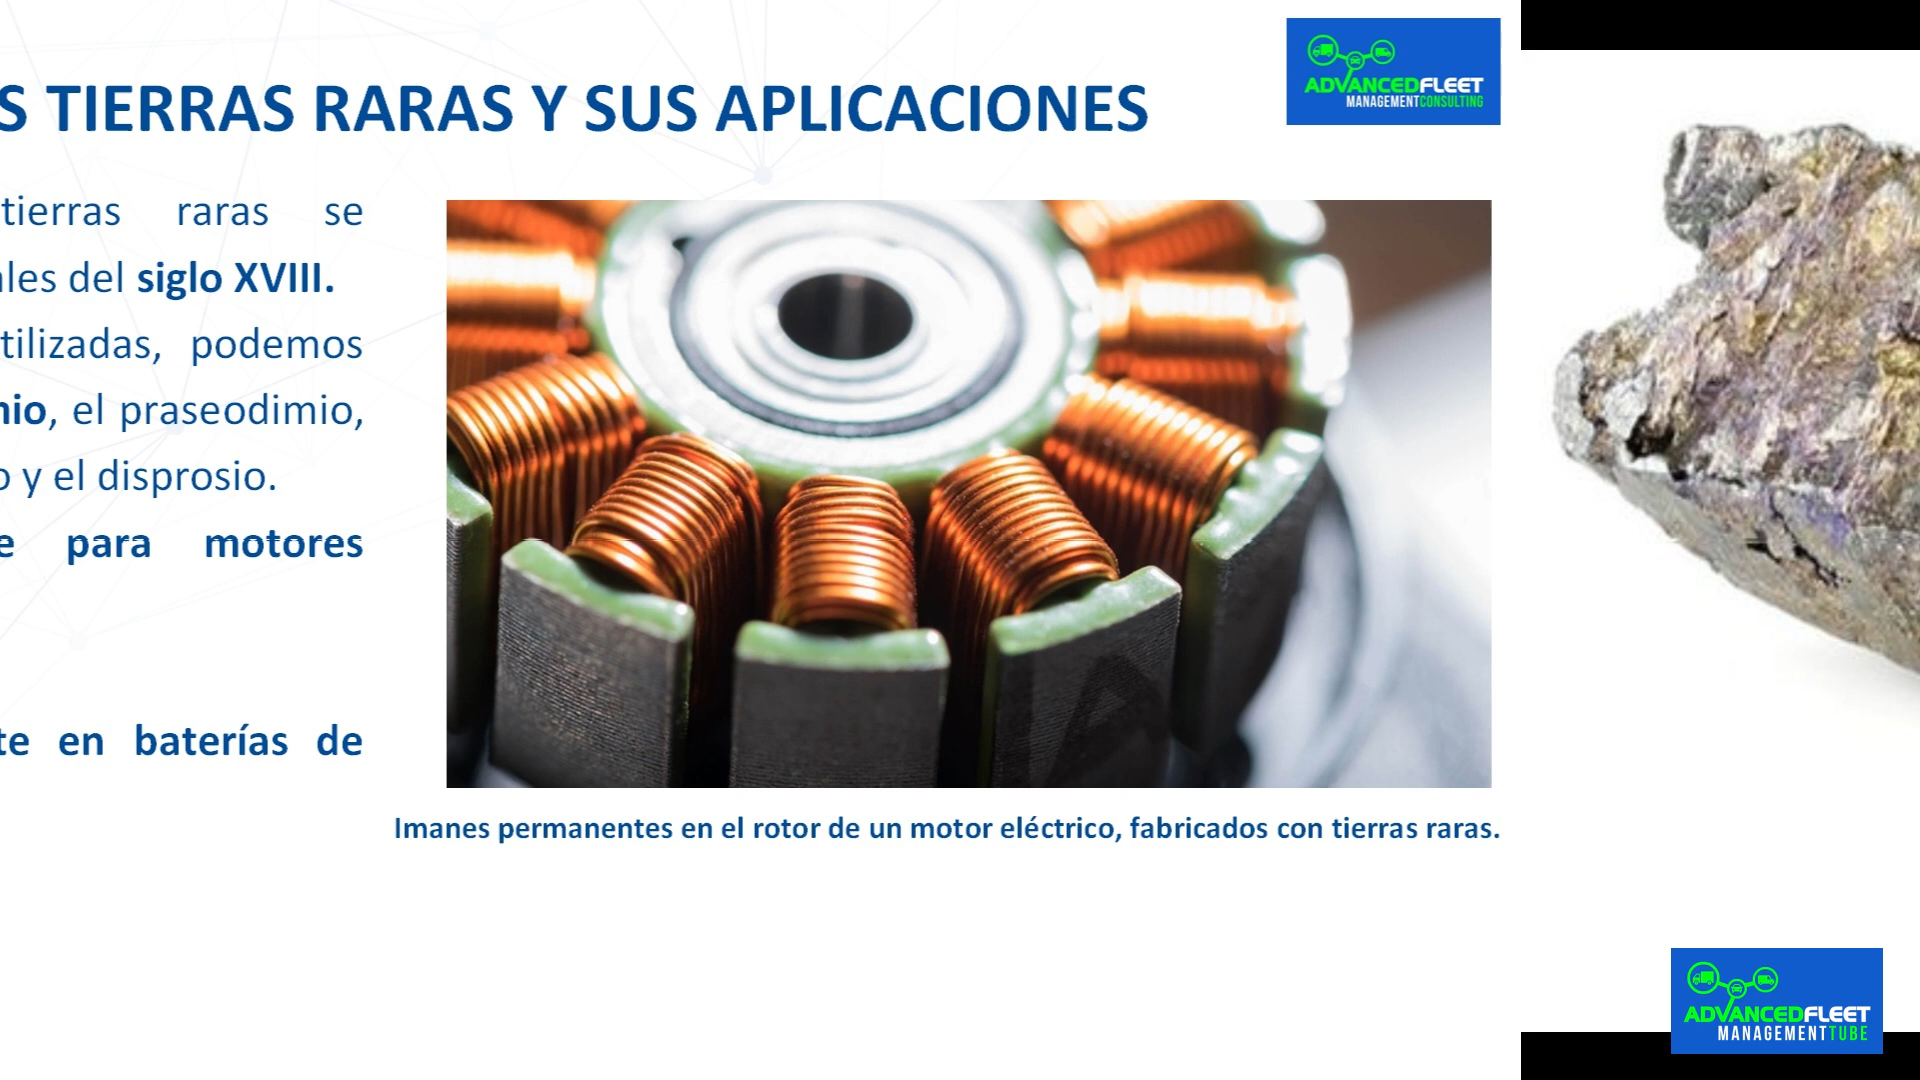 S TIERRAS RARAS Y SUS APLICACIONES
ADVANCEDFLEET
MANAGEMENTCONSULTING
tierras raras se
ales del siglo XVIII.
tilizadas, podemos
nio, el praseodimio,
o y el disprosio.
e para motores
te en baterías de
Imanes permanentes en el rotor de un motor eléctrico, fabricados con tierras raras.
ADVANCEDFLEET
MANAGEMENTTUBE